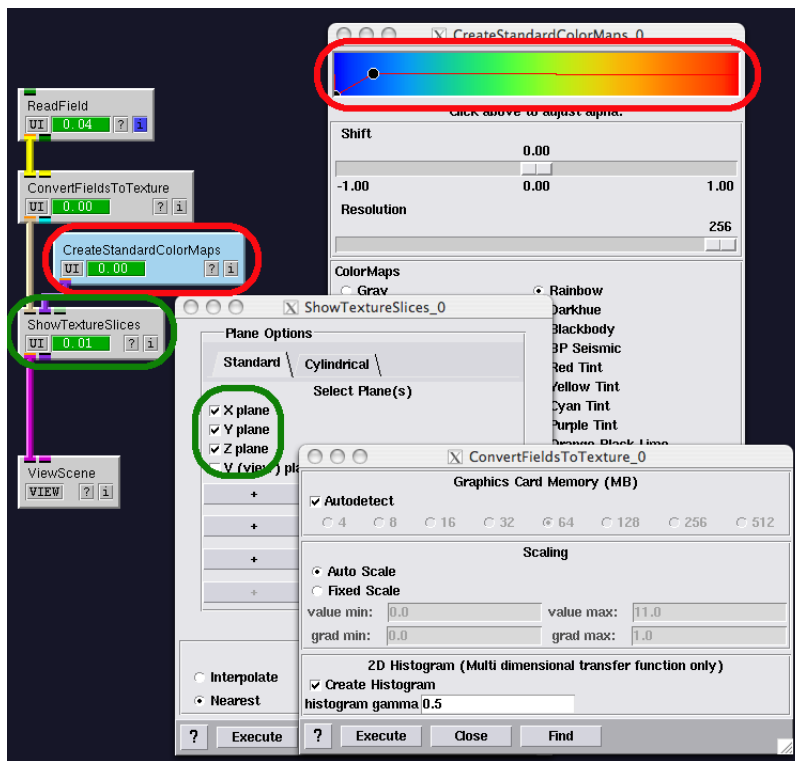 CreateStandardColorMaps_0
Click above to adjust alpha.
Shift
0.00
-1.00 0.00 1.00
Resolution
256
ColorMaps
Gray Rainbow
Darkhue
Blackbody
BP Seismic
Red Tint
Yellow Tint
Cyan Tint
Purple Tint
ReadField
UI 0.04 ? i
ConvertFieldsToTexture
UI 0.00 ? i
CreateStandardColorMaps
UI 0.00 ? i
ShowTextureSlices
UI 0.01 ? i
ViewScene
VIEW ? i
X ShowTextureSlices_0
Plane Options
Standard Cylindrical
Select Plane(s)
X plane
Y plane
Z plane
V (view) pla
+
+
+
+
Interpolate
Nearest
? Execute
X ConvertFieldsToTexture_0
Graphics Card Memory (MB)
Autodetect
4 8 16 32 64 128 256 512
Scaling
Auto Scale
Fixed Scale
value min: 0.0 value max: 11.0
grad min: 0.0 grad max: 1.0
2D Histogram (Multi dimensional transfer function only)
Create Histogram
histogram gamma 0.5
? Execute Close Find